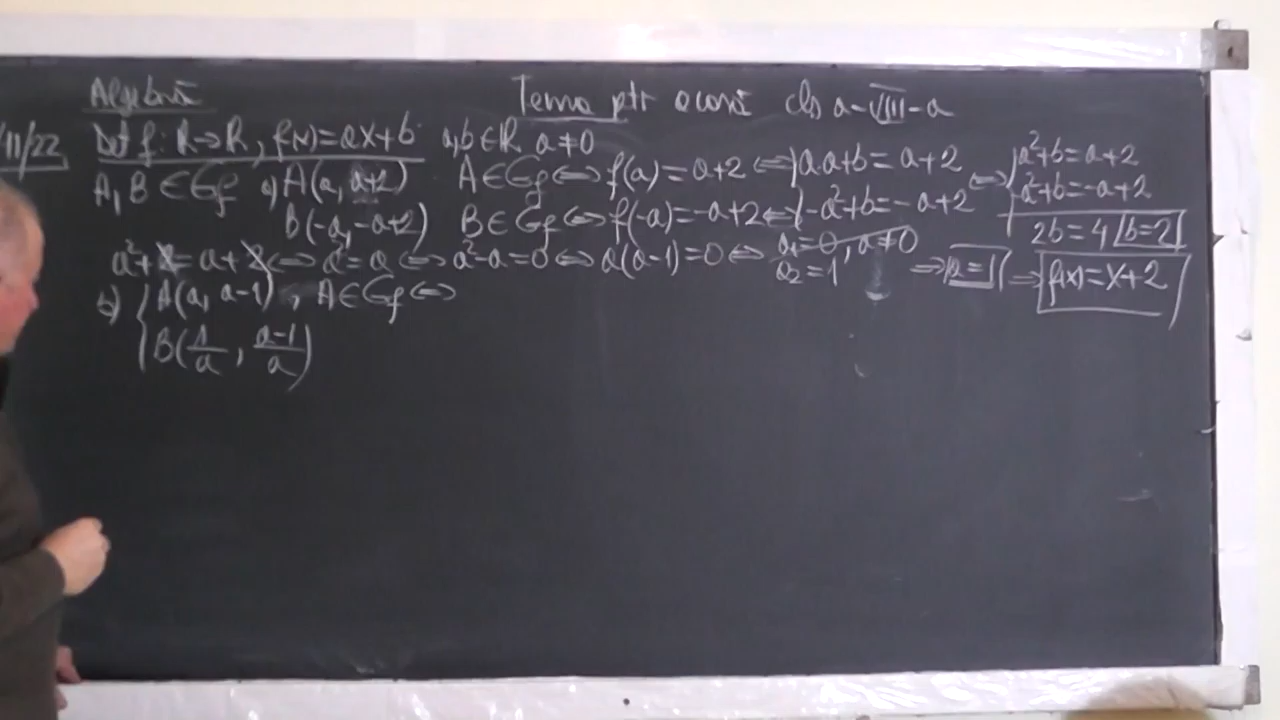 Algebră
Tema ptr acasă cls a-VIII-a
/11/22
Det f: R→R, f(x)=ax+b a,b∈R a≠0
A,B∈Gf a) A(a, a+2) A∈Gf⇔f(a)=a+2⇔ { a·a+b=a+2 ⇔ { a²+b=a+2
B(-a,-a+2) B∈Gf⇔f(-a)=-a+2⇔ { -a²+b=-a+2 -a²+b=-a+2
2b=4 b=2
a²+2=a+2⇔a²=a⇔a²-a=0⇔a(a-1)=0⇔ a₁=0, a≠0
a₂=1 ⇒ a=1 ⇒ f(x)=x+2
b) { A(a, a-1), A∈Gf⇔
B(1/a, (a-1)/a)